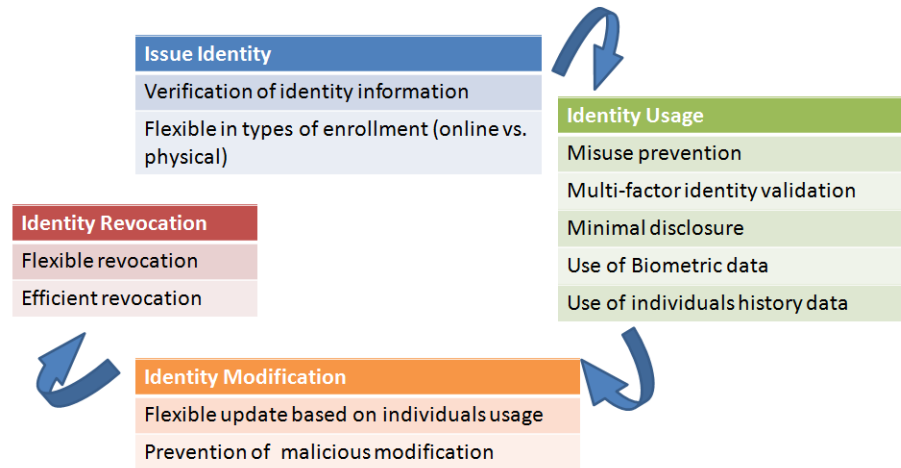 Issue Identity
Verification of identity information
Flexible in types of enrollment (online vs.
physical)
Identity Usage
Misuse prevention
Multi-factor identity validation
Minimal disclosure
Use of Biometric data
Use of individuals history data
Identity Modification
Flexible update based on individuals usage
Prevention of  malicious modification
Identity Revocation
Flexible revocation
Efficient revocation